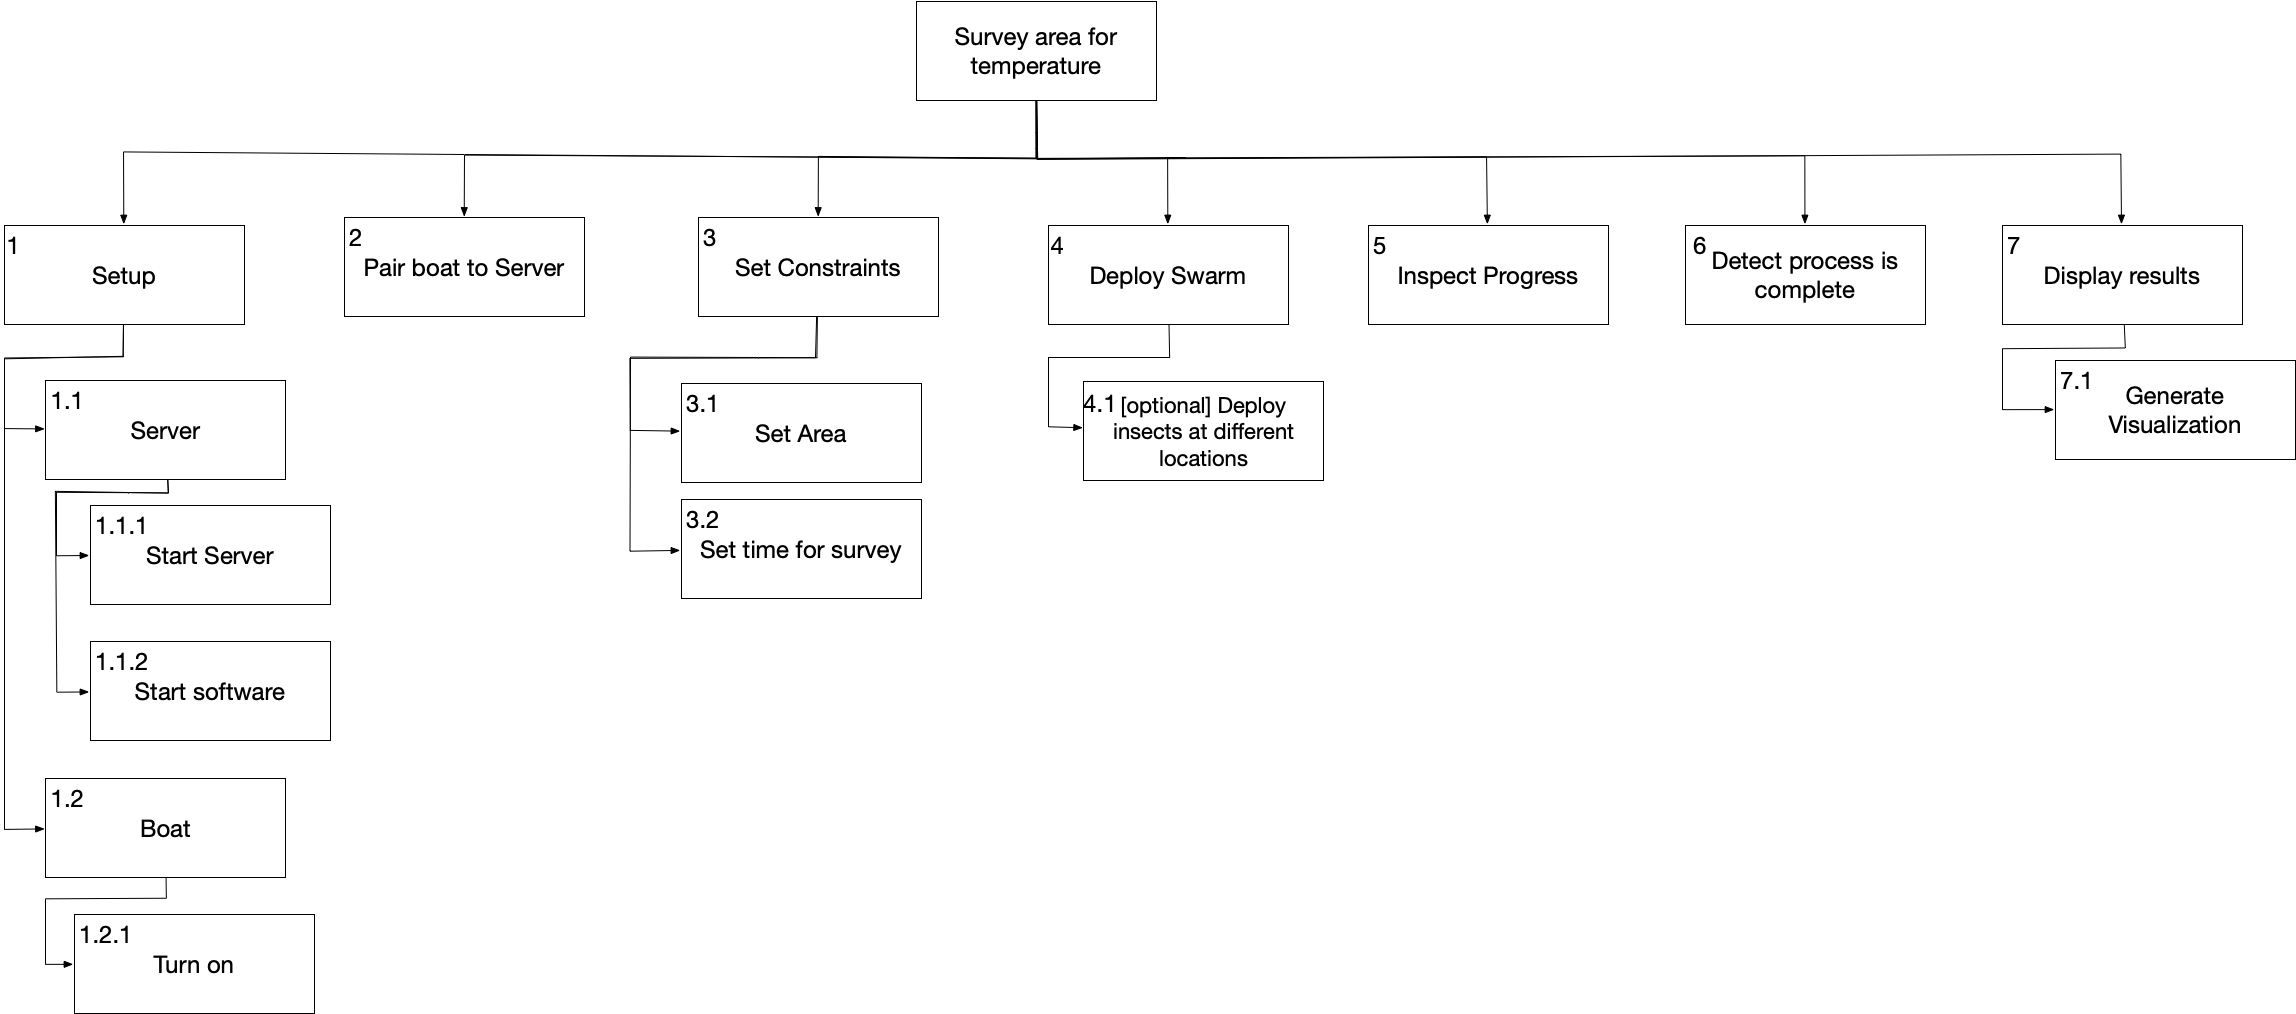 Survey area for
temperature
1
Setup
2
Pair boat to Server
3
Set Constraints
4
Deploy Swarm
5
Inspect Progress
6
Detect process is
complete
7
Display results
1.1
Server
1.1.1
Start Server
1.1.2
Start software
1.2
Boat
1.2.1
Turn on
3.1
Set Area
3.2
Set time for survey
4.1 [optional] Deploy
insects at different
locations
7.1
Generate
Visualization